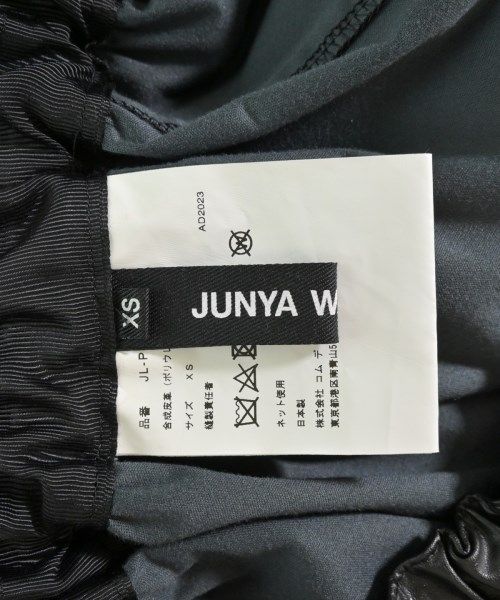 XS
JUNYA W
AD2023
品番 JL-P
合成皮革 (ポリウレ
サイズ XS
縫製責任者
ネット使用
日本製
株式会社 コム デ
東京都港区南青山5